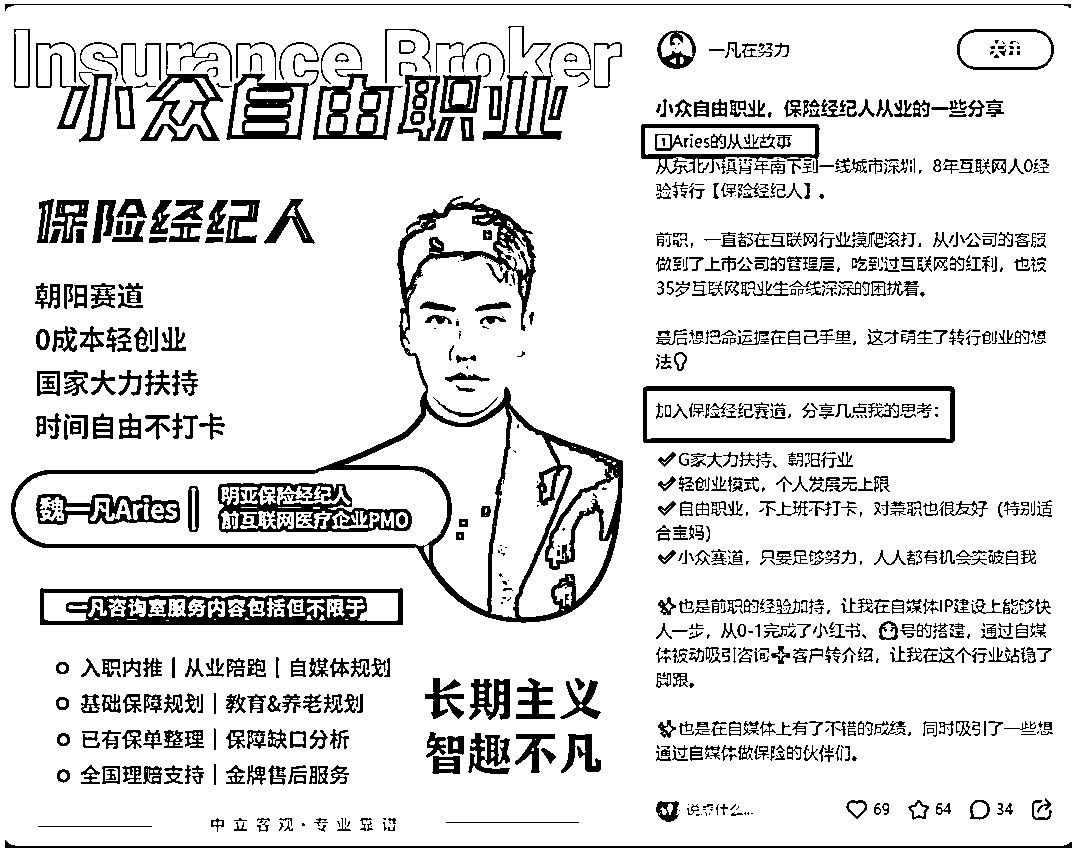 Insurance Broker
小众自由职业
保险经纪人
朝阳赛道
0成本轻创业
国家大力扶持
时间自由不打卡
魏一凡Aries
明亚保险经纪人
前互联网医疗企业PMO
一凡咨询室服务内容包括但不限于
入职内推|从业陪跑|自媒体规划
基础保障规划|教育&养老规划
已有保单整理|保障缺口分析
全国理赔支持|金牌售后服务
长期主义
智趣不凡
中立客观·专业靠谱
一凡在努力
关注
小众自由职业,保险经纪人从业的一些分享
1Aries的从业故事
从东北小镇青年南下到一线城市深圳,8年互联网人0经
验转行【保险经纪人】。
前职,一直都在互联网行业摸爬滚打,从小公司的客服
做到了上市公司的管理层,吃到过互联网的红利,也被
35岁互联网职业生命线深深的困扰着。
最后想把命运握在自己手里,这才萌生了转行创业的想
法
加入保险经纪赛道,分享几点我的思考:
✔G家大力扶持、朝阳行业
✔轻创业模式,个人发展无上限
✔自由职业,不上班不打卡,对兼职也很友好(特别适
合宝妈)
✔小众赛道,只要足够努力,人人都有机会突破自我
也是前职的经验加持,让我在自媒体IP建设上能够快
人一步,从0-1完成了小红书、号的搭建,通过自媒
体被动吸引咨询➕客户转介绍,让我在这个行业站稳了
脚跟。
也是在自媒体上有了不错的成绩,同时吸引了一些想
通过自媒体做保险的伙伴们。
说点什么...
69
64
34